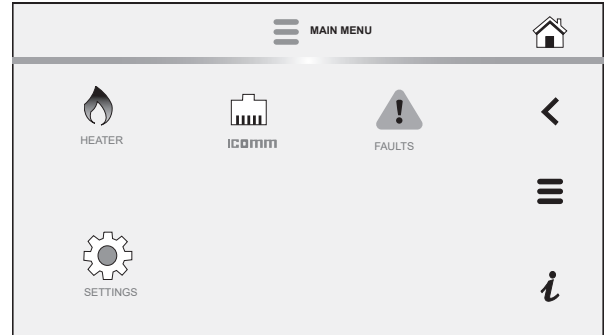 MAIN MENU
HEATER
ICOMM
FAULTS
SETTINGS
i